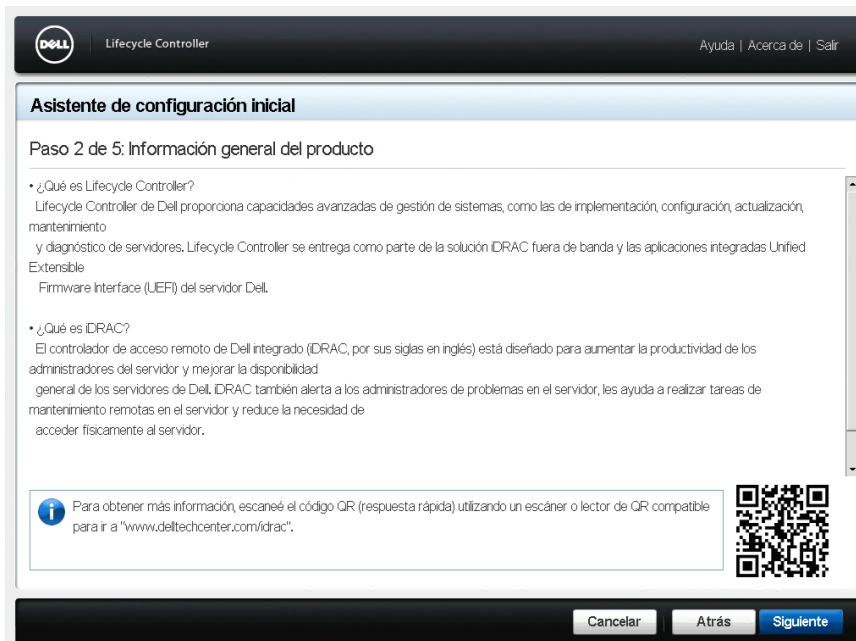 DELL
Lifecycle Controller
Ayuda | Acerca de | Salir
Asistente de configuración inicial
Paso 2 de 5: Información general del producto
• ¿Qué es Lifecycle Controller?
Lifecycle Controller de Dell proporciona capacidades avanzadas de gestión de sistemas, como las de implementación, configuración, actualización,
mantenimiento
y diagnóstico de servidores. Lifecycle Controller se entrega como parte de la solución iDRAC fuera de banda y las aplicaciones integradas Unified
Extensible
Firmware Interface (UEFI) del servidor Dell.
• ¿Qué es iDRAC?
El controlador de acceso remoto de Dell integrado (iDRAC, por sus siglas en inglés) está diseñado para aumentar la productividad de los
administradores del servidor y mejorar la disponibilidad
general de los servidores de Dell. iDRAC también alerta a los administradores de problemas en el servidor, les ayuda a realizar tareas de
mantenimiento remotas en el servidor y reduce la necesidad de
acceder físicamente al servidor.
Para obtener más información, escaneé el código QR (respuesta rápida) utilizando un escáner o lector de QR compatible
para ir a "www.delltechcenter.com/idrac".
Cancelar
Atrás
Siguiente